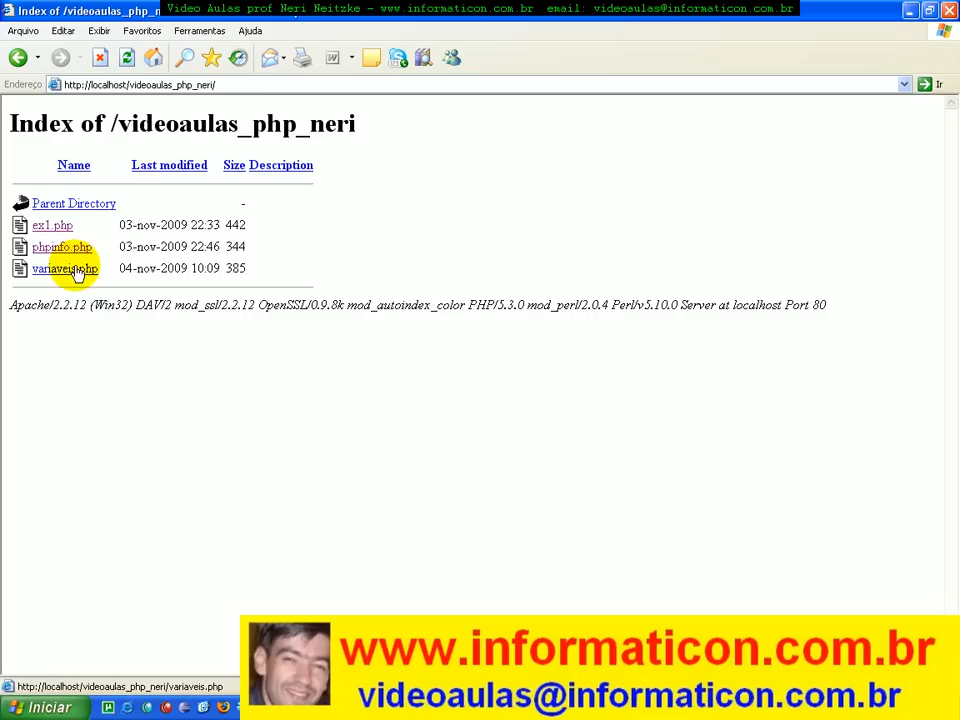 Index of /videoaulas_php_n
Video Aulas prof Neri Neitzke - www.informaticon.com.br email: videoaulas@informaticon.com.br
Arquivo Editar Exibir Favoritos Ferramentas Ajuda
Endereço http://localhost/videoaulas_php_neri/ Ir
Index of /videoaulas_php_neri
Name Last modified Size Description
Parent Directory -
ex1.php 03-nov-2009 22:33 442
phpinfo.php 03-nov-2009 22:46 344
variaveis.php 04-nov-2009 10:09 385
Apache/2.2.12 (Win32) DAV/2 mod_ssl/2.2.12 OpenSSL/0.9.8k mod_autoindex_color PHP/5.3.0 mod_perl/2.0.4 Perl/v5.10.0 Server at localhost Port 80
www.informaticon.com.br
videoaulas@informaticon.com.br
http://localhost/videoaulas_php_neri/variaveis.php
Iniciar